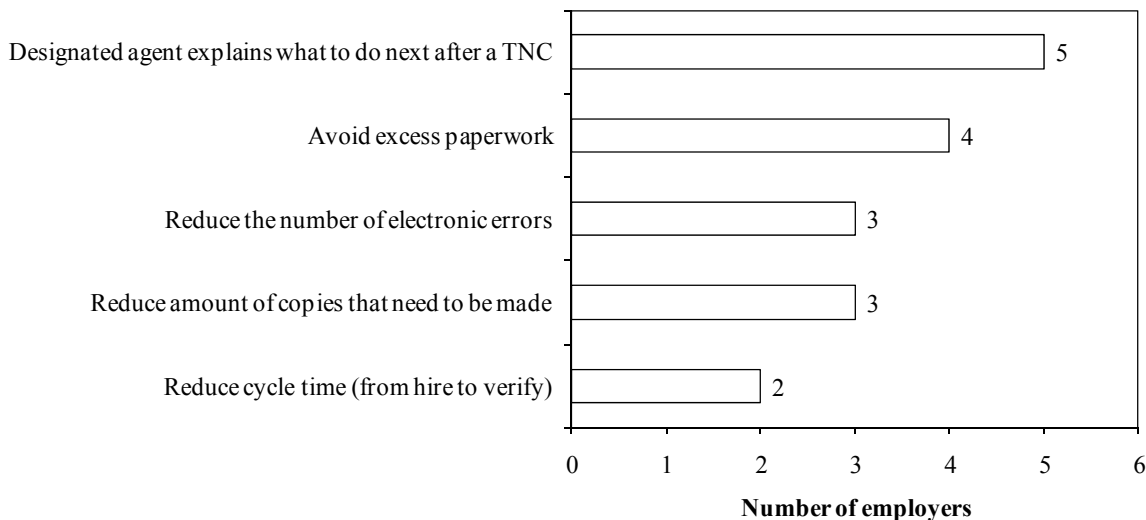 Designated agent explains what to do next after a TNC
5
Avoid excess paperwork
4
Reduce the number of electronic errors
3
Reduce amount of copies that need to be made
3
Reduce cycle time (from hire to verify)
2
0 1 2 3 4 5 6
Number of employers